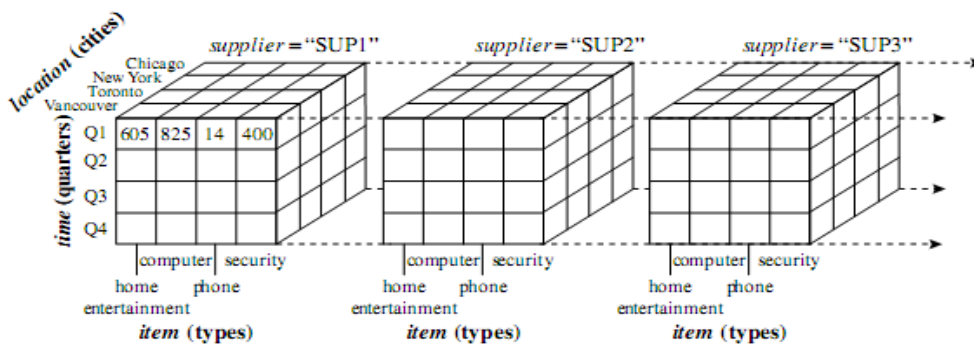 supplier = “SUP1” supplier = “SUP2” supplier = “SUP3”
location (cities)
Chicago
New York
Toronto
Vancouver
time (quarters)
Q1 605 825 14 400
Q2
Q3
Q4
computer security computer security computer security
home phone home phone home phone
entertainment entertainment entertainment
item (types) item (types) item (types)